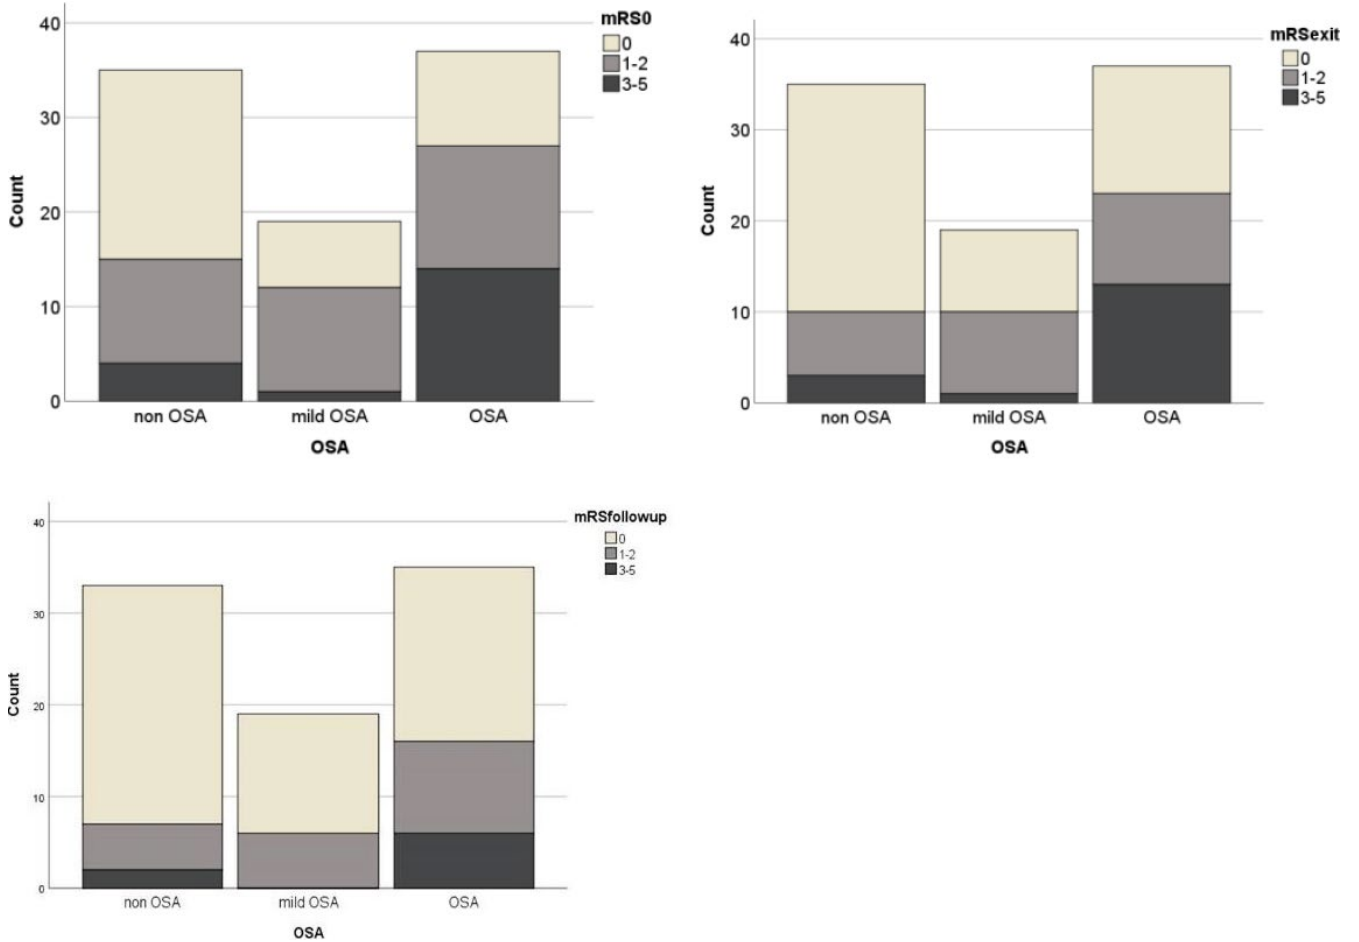 mRS0
0
1-2
3-5
40
30
20
10
0
Count
non OSA
mild OSA
OSA
OSA
mRSexit
0
1-2
3-5
40
30
20
10
0
Count
non OSA
mild OSA
OSA
OSA
mRSfollowup
0
1-2
3-5
40
30
20
10
0
Count
non OSA
mild OSA
OSA
OSA